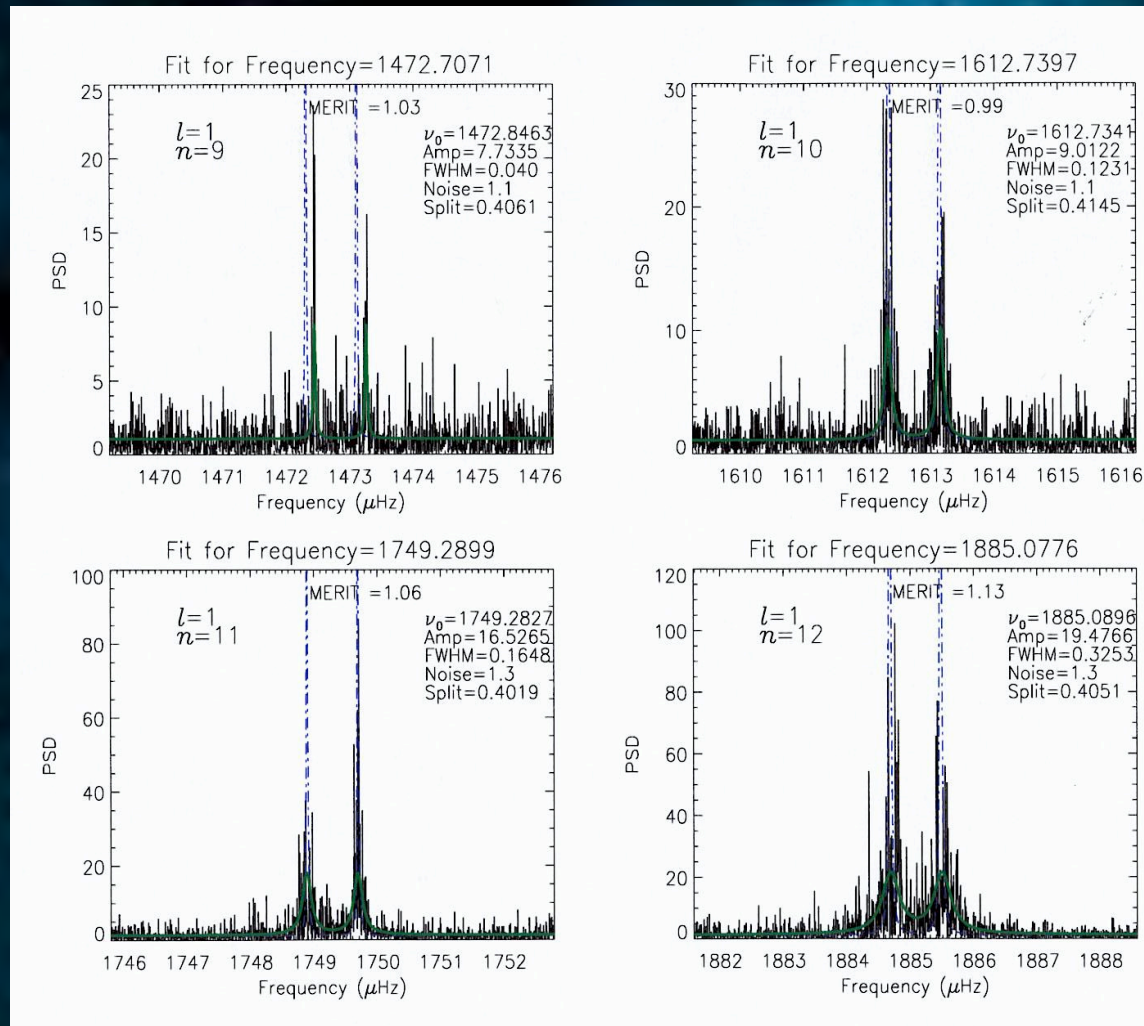 Fit for Frequency=1472.7071
MERIT =1.03
l=1
n=9
ν₀=1472.8463
Amp=7.7335
FWHM=0.040
Noise=1.1
Split=0.4061
25
20
15
10
5
0
PSD
1470 1471 1472 1473 1474 1475 1476
Frequency (μHz)
Fit for Frequency=1612.7397
MERIT =0.99
l=1
n=10
ν₀=1612.7341
Amp=9.0122
FWHM=0.1231
Noise=1.1
Split=0.4145
30
20
10
0
PSD
1610 1611 1612 1613 1614 1615 1616
Frequency (μHz)
Fit for Frequency=1749.2899
MERIT =1.06
l=1
n=11
ν₀=1749.2827
Amp=16.5265
FWHM=0.1648
Noise=1.3
Split=0.4019
100
80
60
40
20
0
PSD
1746 1747 1748 1749 1750 1751 1752
Frequency (μHz)
Fit for Frequency=1885.0776
MERIT =1.13
l=1
n=12
ν₀=1885.0896
Amp=19.4766
FWHM=0.3253
Noise=1.3
Split=0.4051
120
100
80
60
40
20
0
PSD
1882 1883 1884 1885 1886 1887 1888
Frequency (μHz)